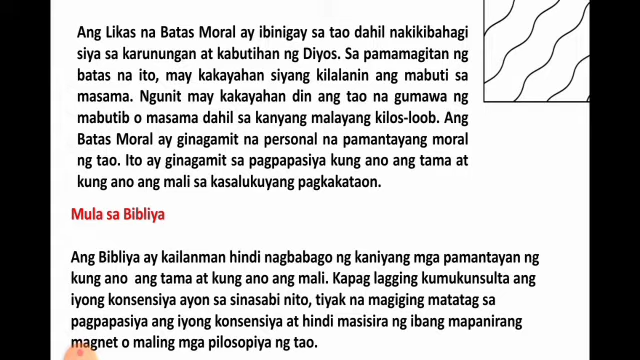 Ang Likas na Batas Moral ay ibinigay sa tao dahil nakikibahagi
siya sa karunungan at kabutihan ng Diyos. Sa pamamagitan ng
batas na ito, may kakayahan siyang kilalanin ang mabuti sa
masama. Ngunit may kakayahan din ang tao na gumawa ng
mabutib o masama dahil sa kanyang malayang kilos-loob. Ang
Batas Moral ay ginagamit na personal na pamantayang moral
ng tao. Ito ay ginagamit sa pagpapasiya kung ano ang tama at
kung ano ang mali sa kasalukuyang pagkakataon.
Mula sa Bibliya
Ang Bibliya ay kailanman hindi nagbabago ng kaniyang mga pamantayan ng
kung ano ang tama at kung ano ang mali. Kapag lagging kumukunsulta ang
iyong konsensiya ayon sa sinasabi nito, tiyak na magiging matatag sa
pagpapasiya ang iyong konsensiya at hindi masisira ng ibang mapanirang
magnet o maling mga pilosopiya ng tao.